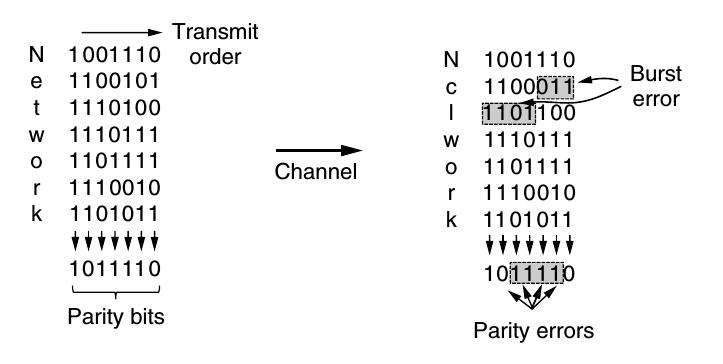 Transmit order
N 1001110
e 1100101
t 1110100
w 1110111
o 1101111
r 1110010
k 1101011
1011110
Parity bits
Channel
N 1001110
c 1100011
l 1101100
w 1110111
o 1101111
r 1110010
k 1101011
1011110
Burst error
Parity errors